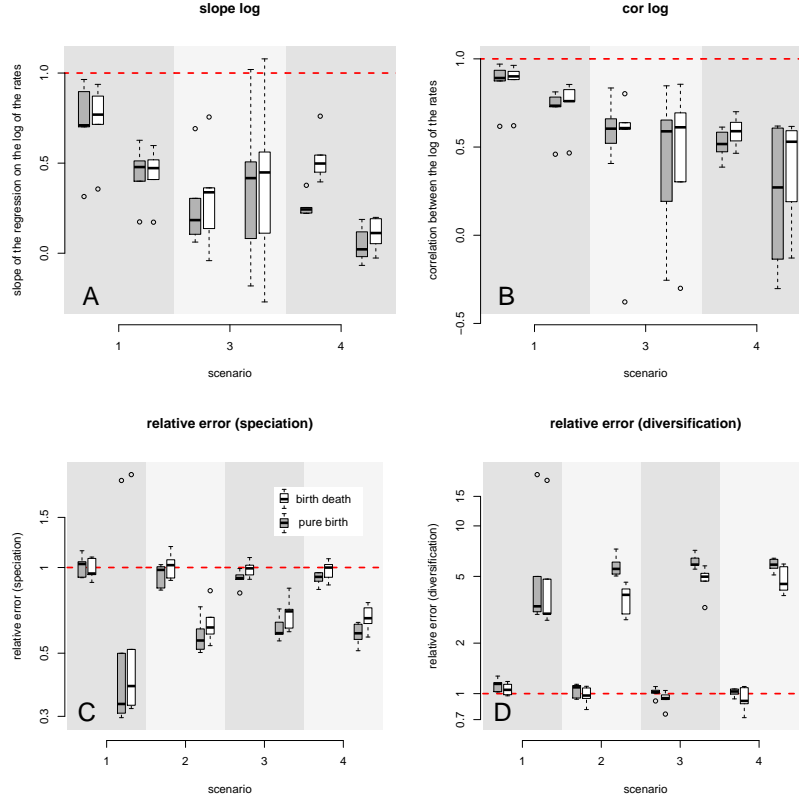 slope log
slope of the regression on the log of the rates
1.0
0.5
0.0
A
1
3
4
scenario
cor log
correlation between the log of the rates
1.0
0.5
0.0
−0.5
B
1
3
4
scenario
relative error (speciation)
relative error (speciation)
1.5
1
0.5
0.3
birth death
pure birth
C
1
2
3
4
scenario
relative error (diversification)
relative error (diversification)
15
10
5
2
1
0.7
D
1
2
3
4
scenario